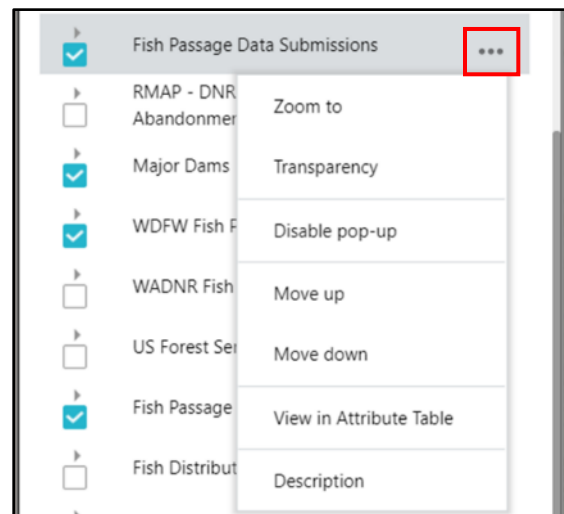 Fish Passage Data Submissions
RMAP - DNR
Abandonmen
Major Dams
WDFW Fish P
WADNR Fish
US Forest Ser
Fish Passage
Fish Distribut
Zoom to
Transparency
Disable pop-up
Move up
Move down
View in Attribute Table
Description